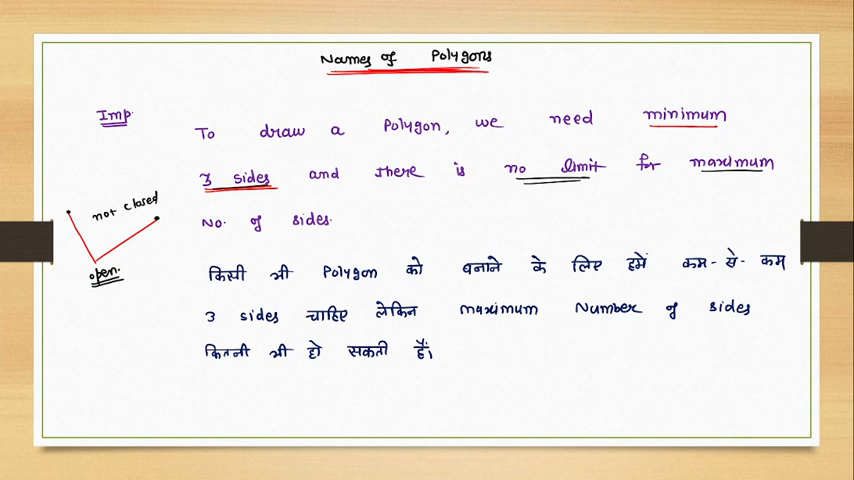 Names of Polygons
Imp.
To draw a Polygon, we need minimum
3 sides and there is no limit for maximum
No. of sides.
not closed
open.
किसी भी Polygon को बनाने के लिए हमें कम-से-कम
3 sides चाहिए लेकिन maximum Number of sides
कितनी भी हो सकती हैं।